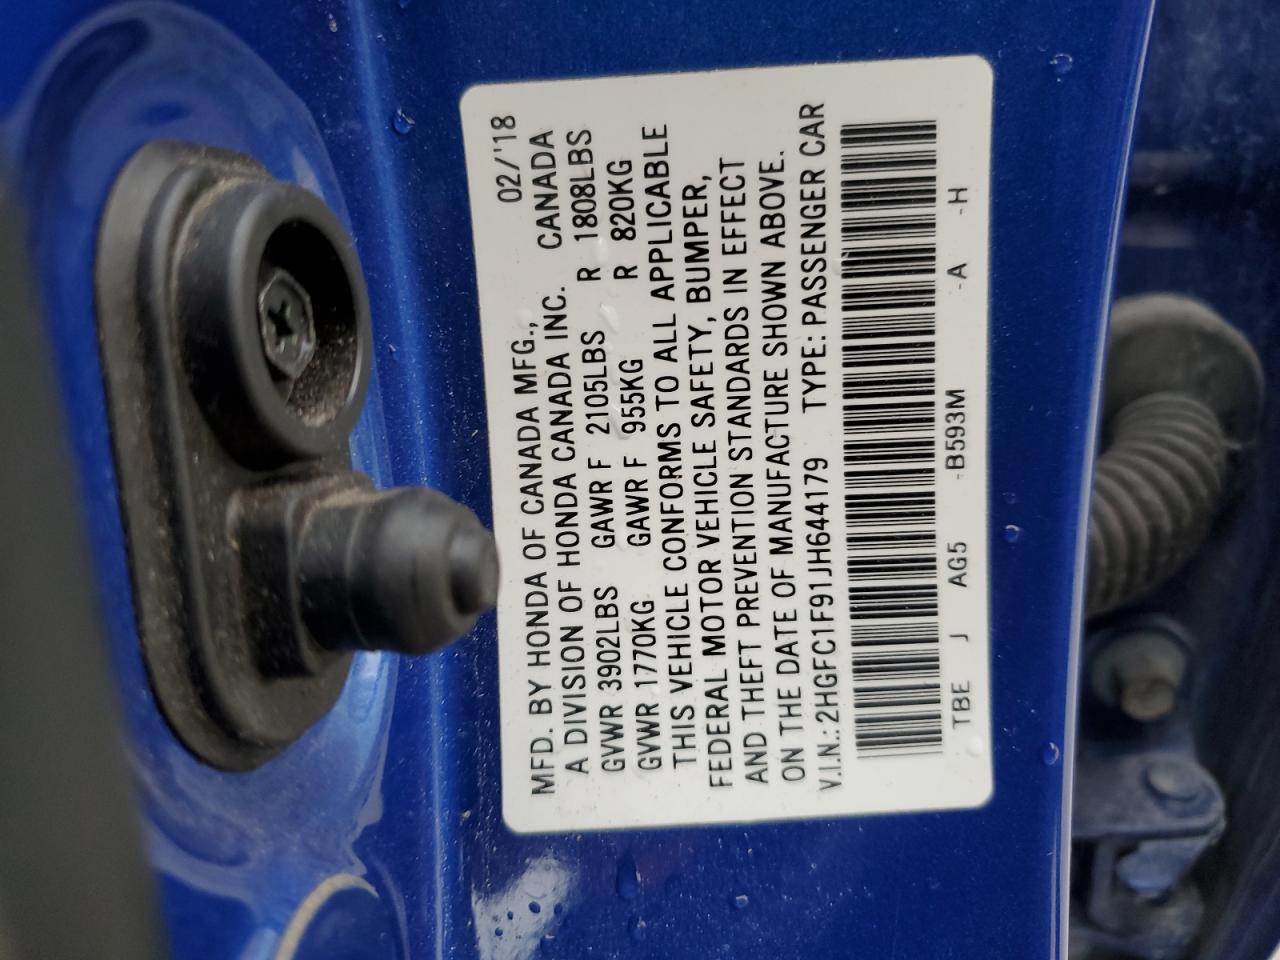 02/'18
MFD. BY HONDA OF CANADA MFG.,
A DIVISION OF HONDA CANADA INC. CANADA
GVWR 3902LBS GAWR F 2105LBS R 1808LBS
GVWR 1770KG GAWR F 955KG R 820KG
THIS VEHICLE CONFORMS TO ALL APPLICABLE
FEDERAL MOTOR VEHICLE SAFETY, BUMPER,
AND THEFT PREVENTION STANDARDS IN EFFECT
ON THE DATE OF MANUFACTURE SHOWN ABOVE.
V.I.N.: 2HGFC1F91JH644179 TYPE: PASSENGER CAR
TBE J AG5 -B593M -A -H